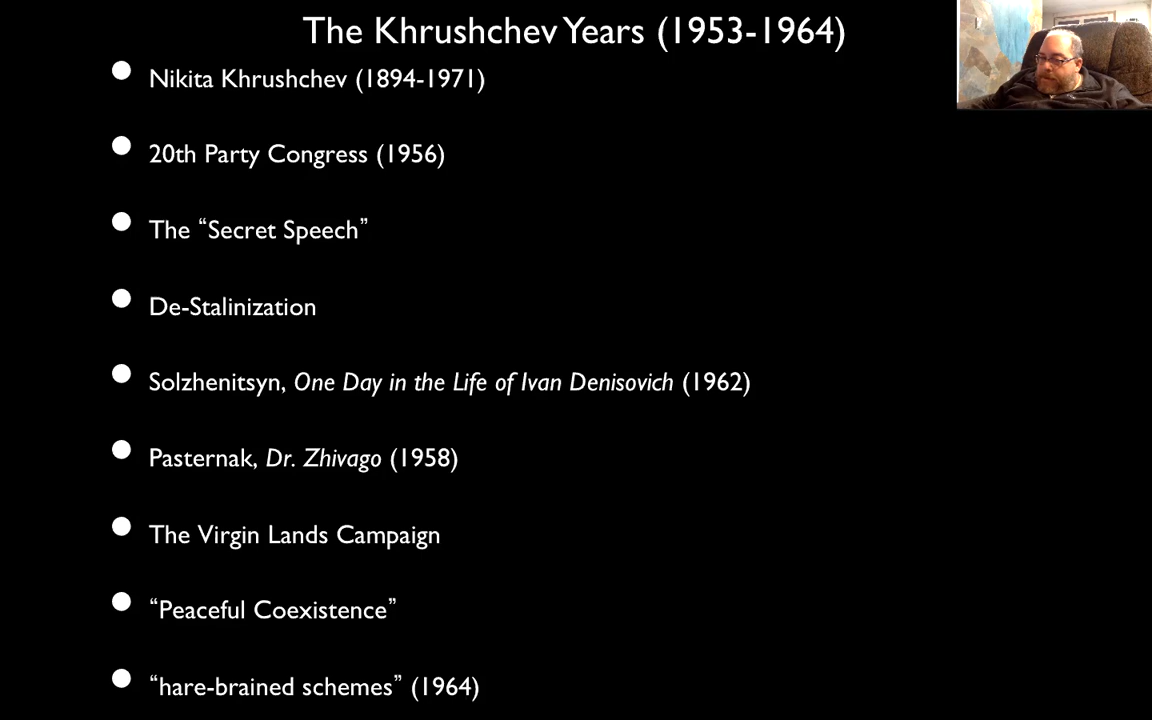 The Khrushchev Years (1953-1964)
Nikita Khrushchev (1894-1971)
20th Party Congress (1956)
The “Secret Speech”
De-Stalinization
Solzhenitsyn, One Day in the Life of Ivan Denisovich (1962)
Pasternak, Dr. Zhivago (1958)
The Virgin Lands Campaign
“Peaceful Coexistence”
“hare-brained schemes” (1964)